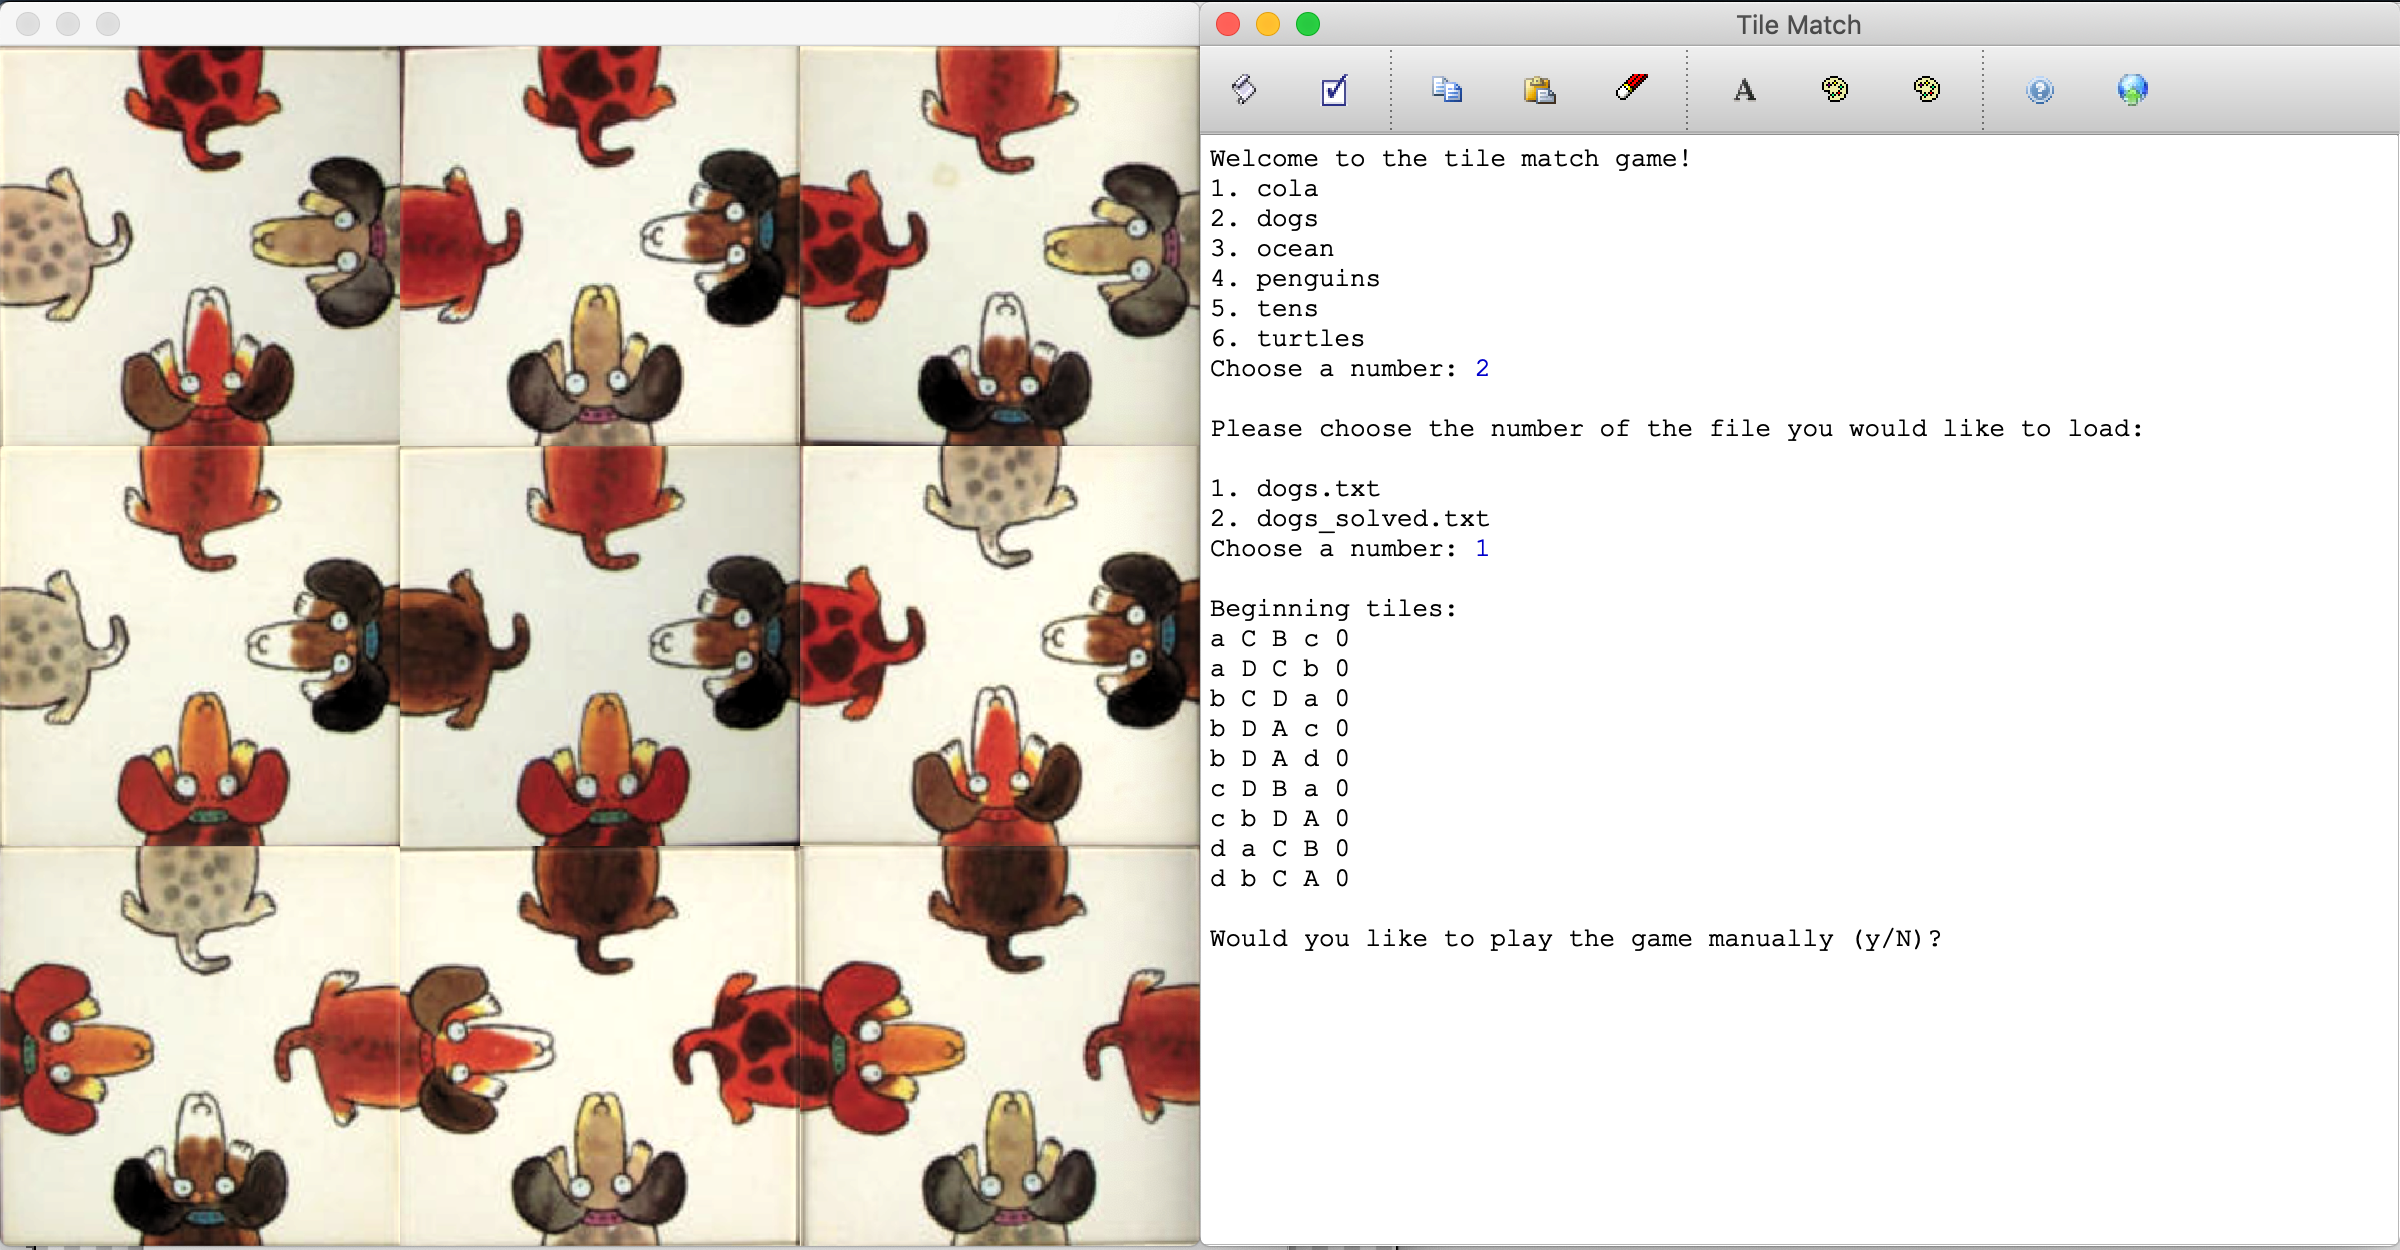 Tile Match
A
Welcome to the tile match game!
1. cola
2. dogs
3. ocean
4. penguins
5. tens
6. turtles
Choose a number: 2
Please choose the number of the file you would like to load:
1. dogs.txt
2. dogs_solved.txt
Choose a number: 1
Beginning tiles:
a C B c 0
a D C b 0
b C D a 0
b D A c 0
b D A d 0
c D B a 0
c b D A 0
d a C B 0
d b C A 0
Would you like to play the game manually (y/N)?